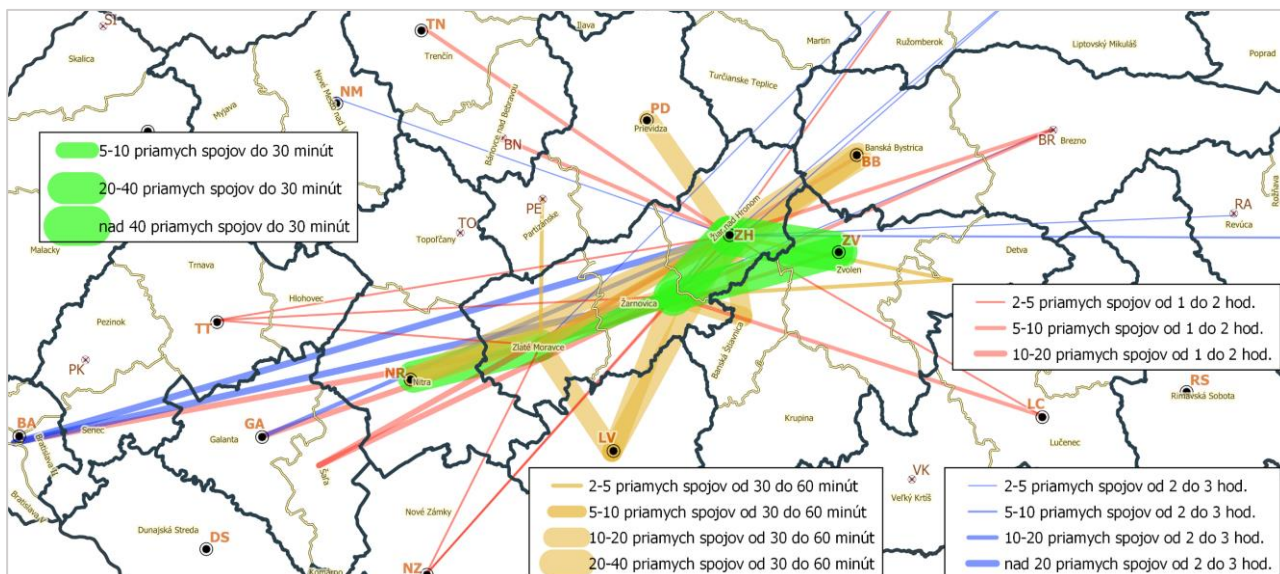 SI
Skalica
TN
Trenčín
Ilava
Martin
Ružomberok
Liptovský Mikuláš
Poprad
Turčianske Teplice
NM
Myjava
Bánovce nad Bebravou
BN
PD
Prievidza
BR
Brezno
Banská Bystrica
BB
Rožňava
5-10 priamych spojov do 30 minút
20-40 priamych spojov do 30 minút
nad 40 priamych spojov do 30 minút
Malacky
PE
Partizánske
TO
Topoľčany
Žiar nad Hronom
ZH
ZV
Zvolen
RA
Revúca
Detva
Trnava
Hlohovec
Žarnovica
Pezinok
TT
PK
Zlaté Moravce
Banská Štiavnica
2-5 priamych spojov od 1 do 2 hod.
5-10 priamych spojov od 1 do 2 hod.
10-20 priamych spojov od 1 do 2 hod.
NR
Nitra
RS
Rimavská Sobota
BA
Senec
GA
Galanta
Šaľa
LV
Krupina
LC
Lučenec
VK
Veľký Krtíš
Nové Zámky
Dunajská Streda
DS
NZ
Komárno
2-5 priamych spojov od 30 do 60 minút
5-10 priamych spojov od 30 do 60 minút
10-20 priamych spojov od 30 do 60 minút
20-40 priamych spojov od 30 do 60 minút
2-5 priamych spojov od 2 do 3 hod.
5-10 priamych spojov od 2 do 3 hod.
10-20 priamych spojov od 2 do 3 hod.
nad 20 priamych spojov od 2 do 3 hod.